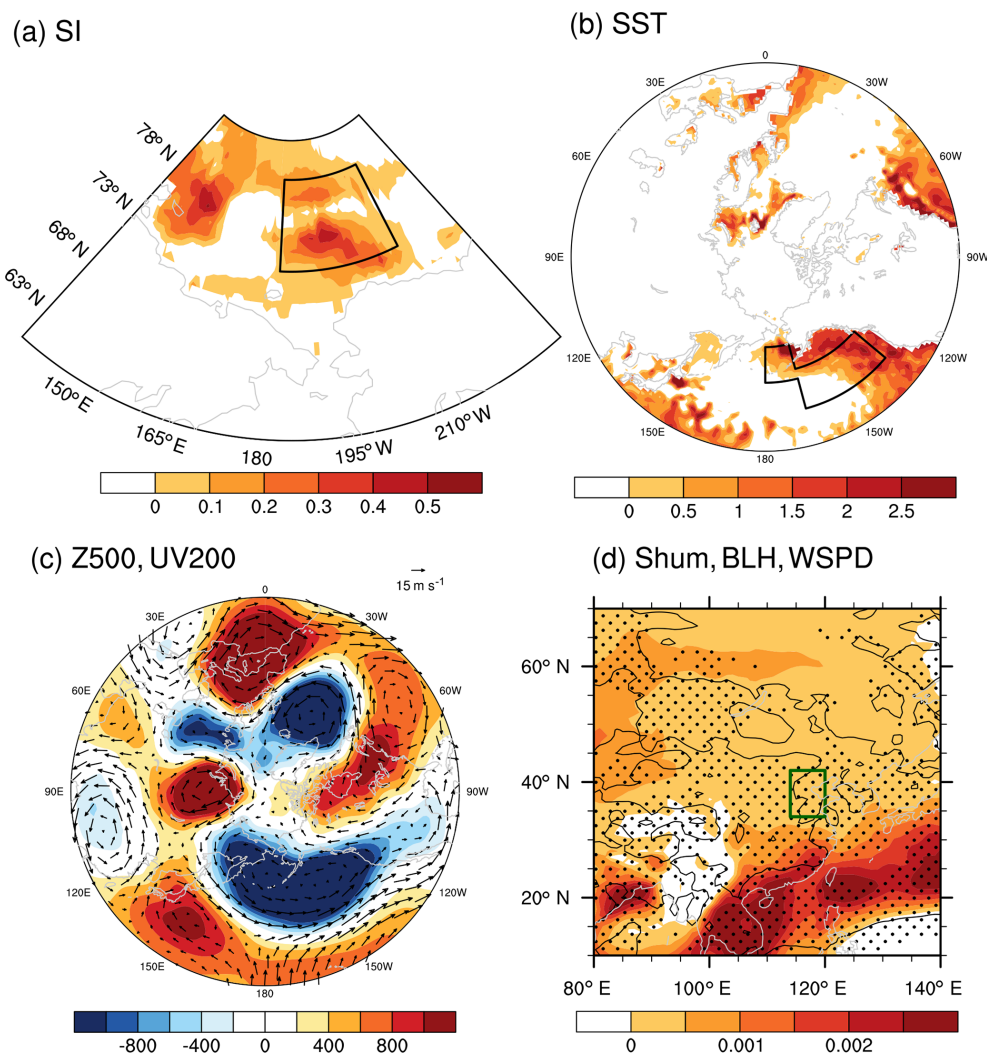 (a) SI
78° N
73° N
68° N
63° N
150° E
165° E
180
195° W
210° W
0 0.1 0.2 0.3 0.4 0.5
(b) SST
0
30E 30W
60E 60W
90E 90W
120E 120W
150E 150W
180
0 0.5 1 1.5 2 2.5
(c) Z500, UV200
15 m s⁻¹
0
30E 30W
60E 60W
90E 90W
120E 120W
150E 150W
180
-800 -400 0 400 800
(d) Shum, BLH, WSPD
60° N
40° N
20° N
80° E 100° E 120° E 140° E
0 0.001 0.002